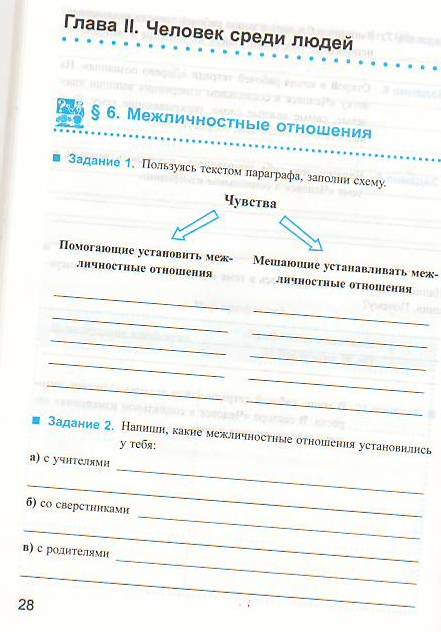 Глава II. Человек среди людей
§ 6. Межличностные отношения
Задание 1. Пользуясь текстом параграфа, заполни схему.
Чувства
Помогающие установить меж-
личностные отношения
Мешающие устанавливать меж-
личностные отношения
Задание 2. Напиши, какие межличностные отношения установились
у тебя:
а) с учителями
б) со сверстниками
в) с родителями
28